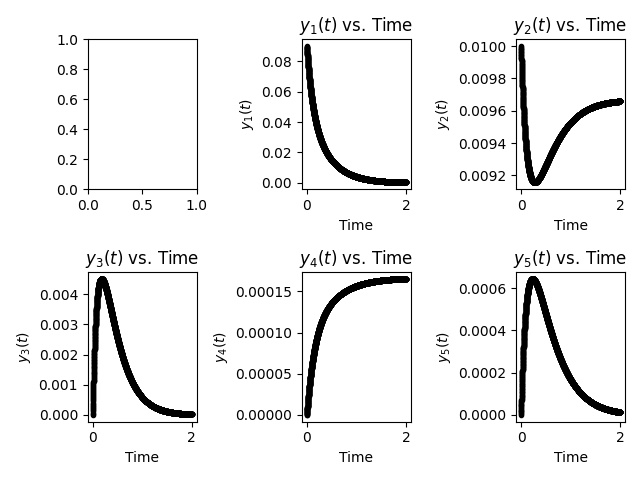 y₁(t) vs. Time
y₂(t) vs. Time
1.0
0.8
0.6
0.4
0.2
0.0
0.0 0.5 1.0
y₁(t)
0.08
0.06
0.04
0.02
0.00
0 2
Time
y₂(t)
0.0100
0.0098
0.0096
0.0094
0.0092
0 2
Time
y₃(t) vs. Time
y₄(t) vs. Time
y₅(t) vs. Time
y₃(t)
0.004
0.003
0.002
0.001
0.000
0 2
Time
y₄(t)
0.00015
0.00010
0.00005
0.00000
0 2
Time
y₅(t)
0.0006
0.0004
0.0002
0.0000
0 2
Time